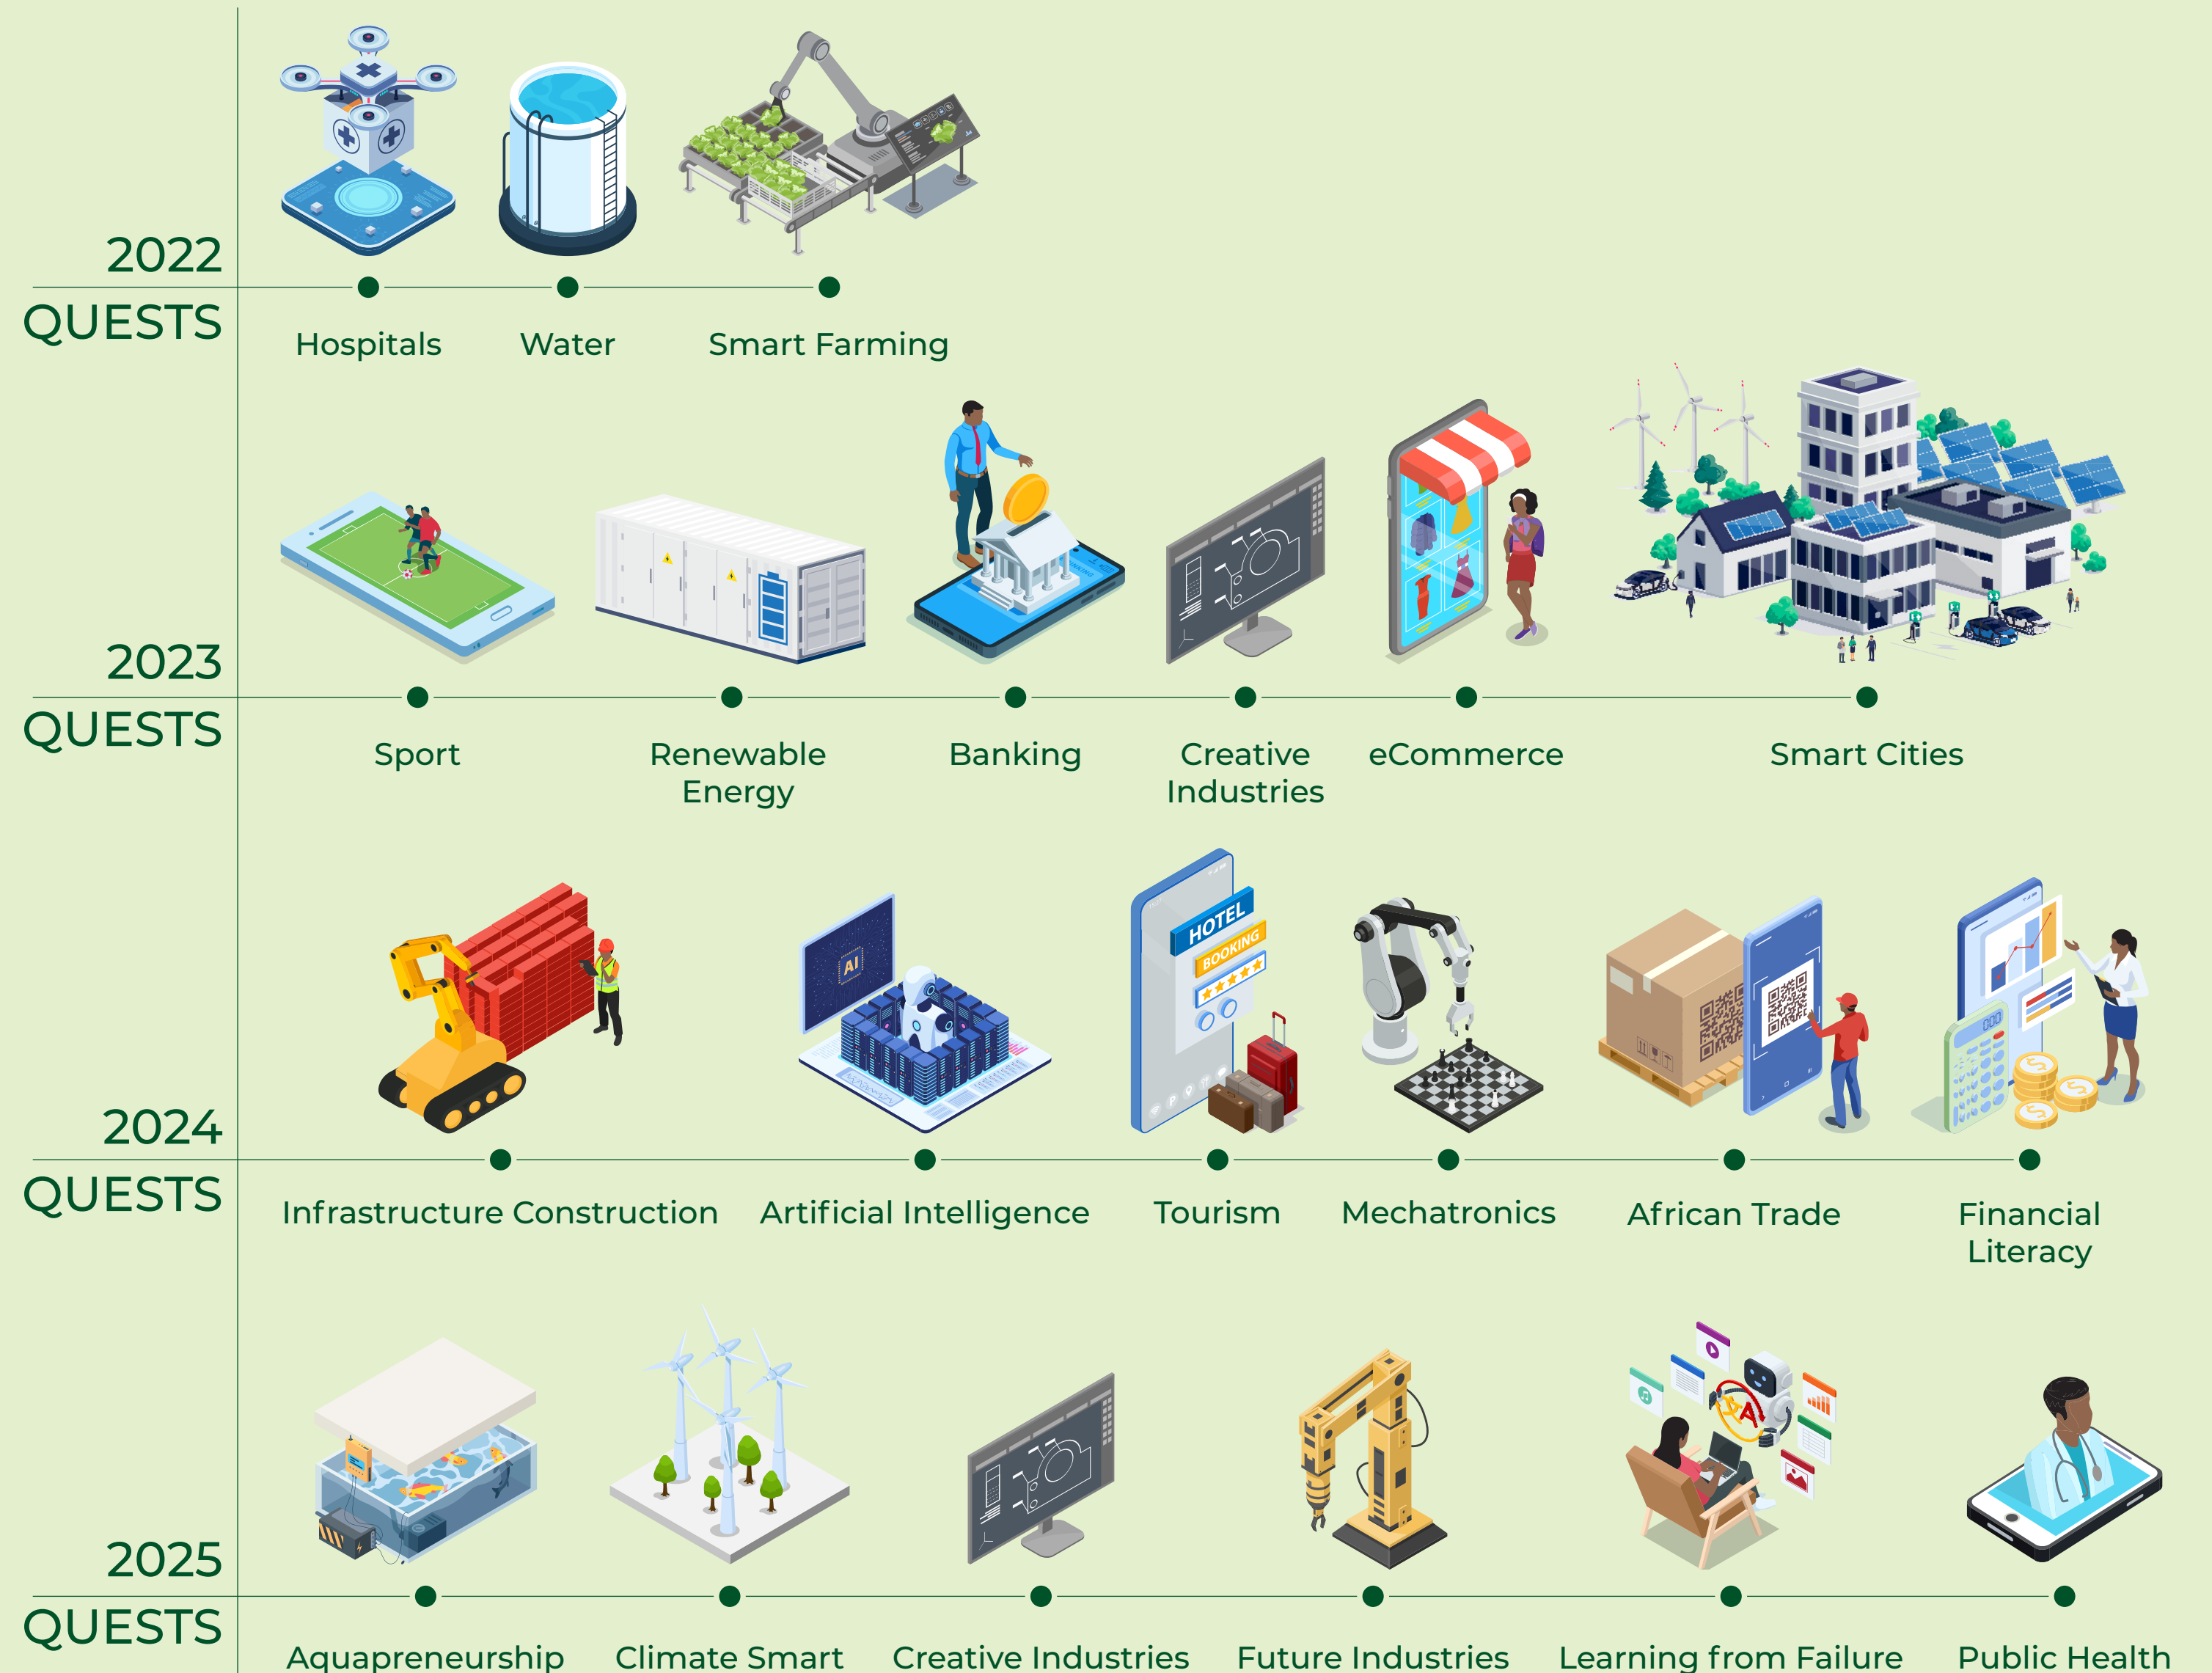 2022
QUESTS
Hospitals
Water
Smart Farming
2023
QUESTS
Sport
Renewable
Energy
Banking
Creative
Industries
eCommerce
Smart Cities
AI
HOTEL
BOOKING
2024
QUESTS
Infrastructure Construction
Artificial Intelligence
Tourism
Mechatronics
African Trade
Financial
Literacy
2025
QUESTS
Aquapreneurship
Climate Smart
Creative Industries
Future Industries
Learning from Failure
Public Health